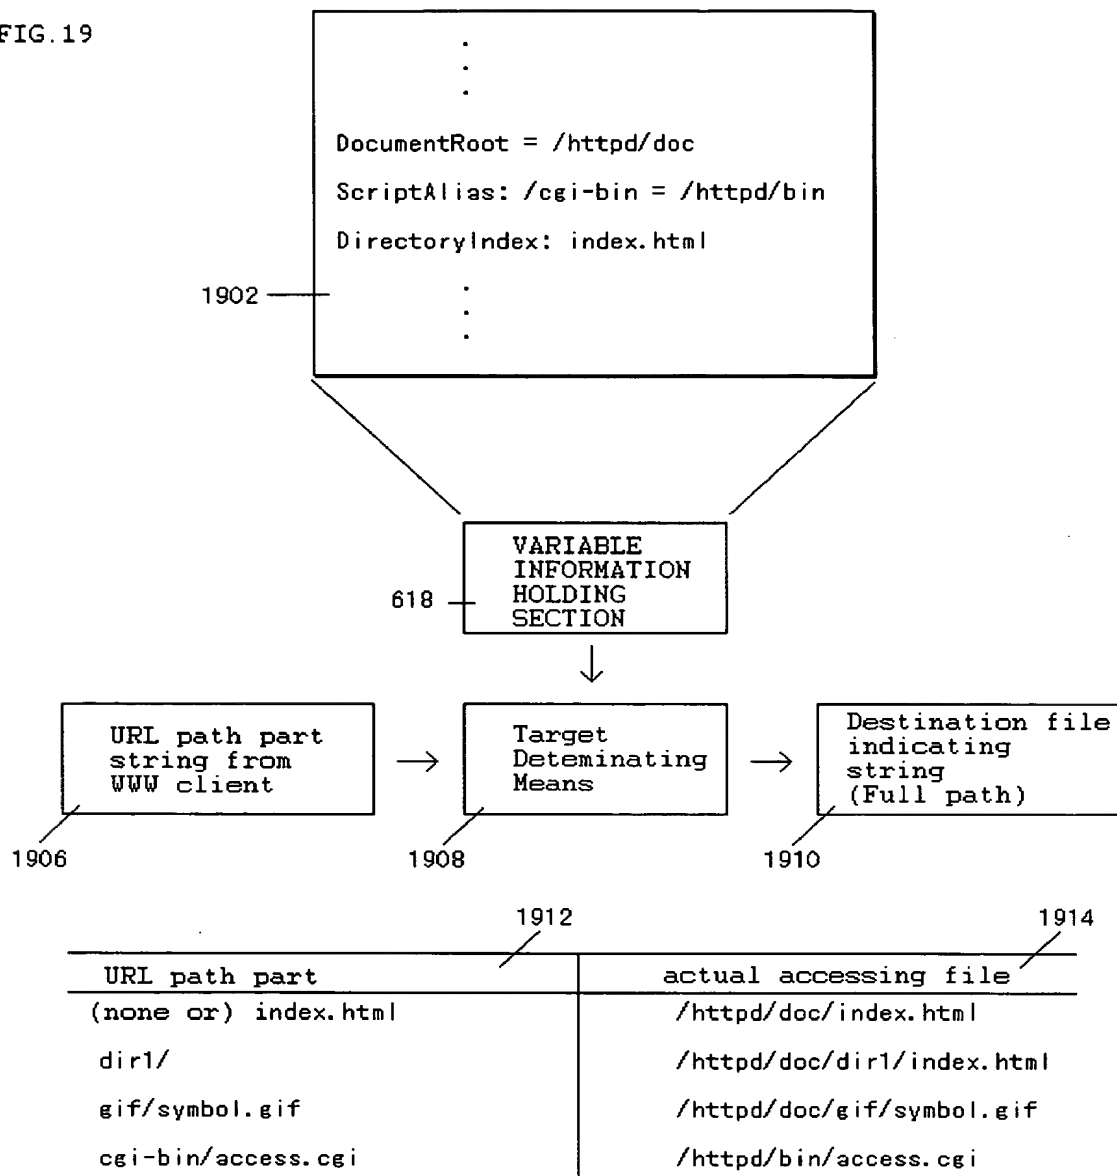 FIG.19
DocumentRoot = /httpd/doc
ScriptAlias: /cgi-bin = /httpd/bin
DirectoryIndex: index.html
1902
VARIABLE
INFORMATION
HOLDING
SECTION
618
URL path part
string from
WWW client
Target
Deteminating
Means
Destination file
indicating
string
(Full path)
1906
1908
1910
1912
1914
URL path part actual accessing file
(none or) index.html /httpd/doc/index.html
dir1/ /httpd/doc/dir1/index.html
gif/symbol.gif /httpd/doc/gif/symbol.gif
cgi-bin/access.cgi /httpd/bin/access.cgi